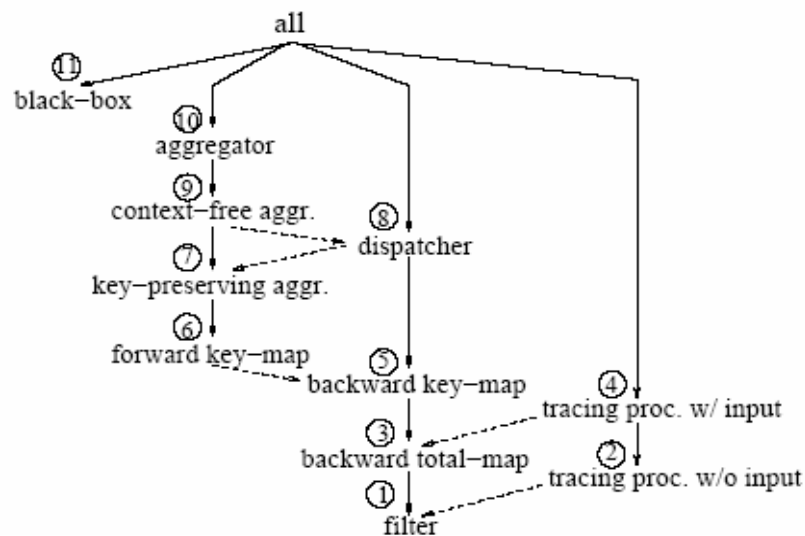 all
11
black-box
10
aggregator
9
context-free aggr.
8
dispatcher
7
key-preserving aggr.
6
forward key-map
5
backward key-map
4
tracing proc. w/ input
3
backward total-map
2
tracing proc. w/o input
1
filter